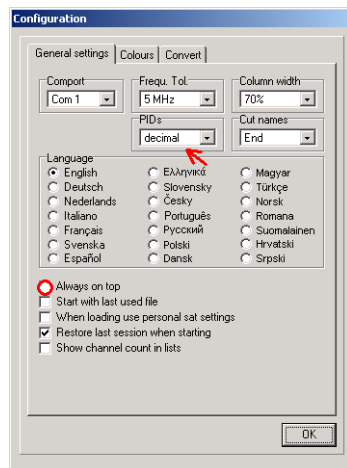 Configuration
General settings Colours Convert
Comport Frequ. Tol. Column width
Com 1 5 MHz 70%
PIDs Cut names
decimal End
Language
English Ελληνικά Magyar
Deutsch Slovensky Türkçe
Nederlands Česky Norsk
Italiano Português Romana
Français Русский Suomalainen
Svenska Polski Hrvatski
Español Dansk Srpski
Always on top
Start with last used file
When loading use personal sat settings
Restore last session when starting
Show channel count in lists
OK